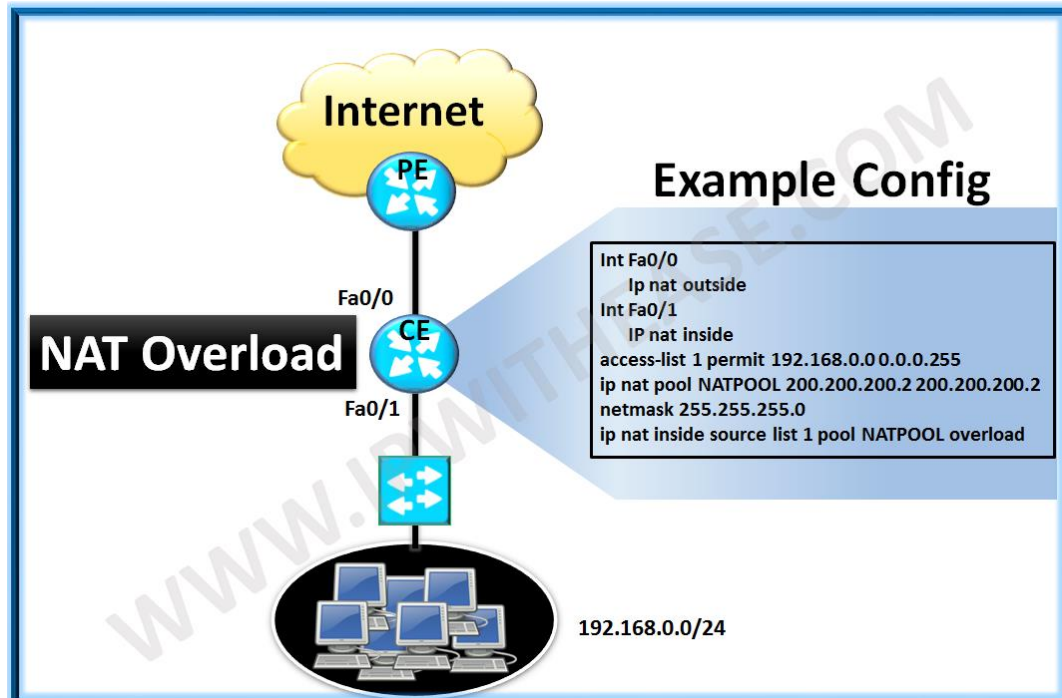 Internet
PE
Example Config
Int Fa0/0
Ip nat outside
Int Fa0/1
IP nat inside
access-list 1 permit 192.168.0.0 0.0.0.255
ip nat pool NATPOOL 200.200.200.2 200.200.200.2
netmask 255.255.255.0
ip nat inside source list 1 pool NATPOOL overload
Fa0/0
CE
NAT Overload
Fa0/1
192.168.0.0/24
WWW.IPWITHEASE.COM